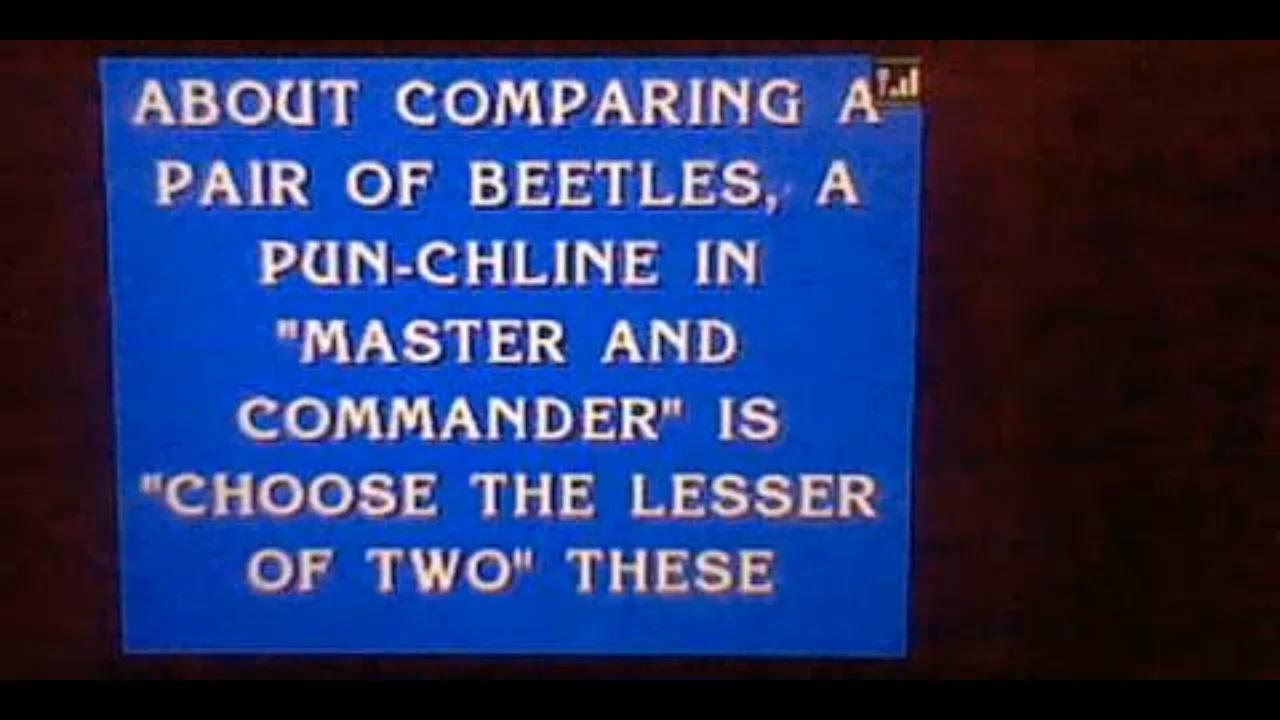 ABOUT COMPARING A
PAIR OF BEETLES, A
PUN-CHLINE IN
"MASTER AND
COMMANDER" IS
"CHOOSE THE LESSER
OF TWO" THESE